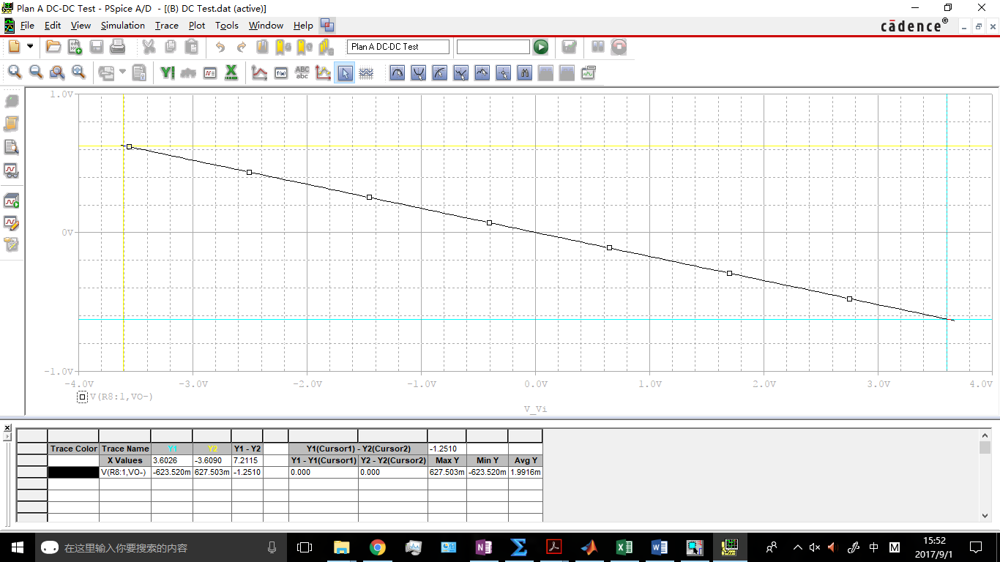 Plan A DC-DC Test - PSpice A/D - [(B) DC Test.dat (active)]
File Edit View Simulation Trace Plot Tools Window Help cādence®
Plan A DC-DC Test
ABC
abc
1.0V
0V
-1.0V
-4.0V -3.0V -2.0V -1.0V 0.0V 1.0V 2.0V 3.0V 4.0V
V(R8:1,VO-)
V_Vi
Trace Color Trace Name Y1 Y2 Y1 - Y2 Y1(Cursor1) - Y2(Cursor2) -1.2510
X Values 3.6026 -3.6090 7.2115 Y1 - Y1(Cursor1) Y2 - Y2(Cursor2) Max Y Min Y Avg Y
V(R8:1,VO-) -623.520m 627.503m -1.2510 0.000 0.000 627.503m -623.520m 1.9916m
在这里输入你要搜索的内容
中 M
15:52
2017/9/1